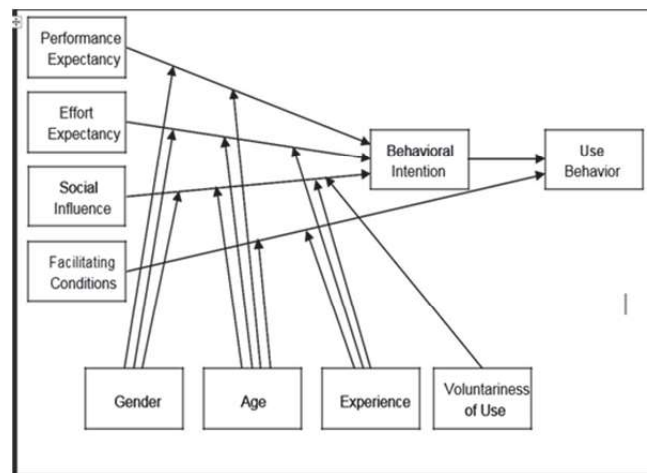 Performance
Expectancy
Effort
Expectancy
Social
Influence
Facilitating
Conditions
Behavioral
Intention
Use
Behavior
Gender
Age
Experience
Voluntariness
of Use